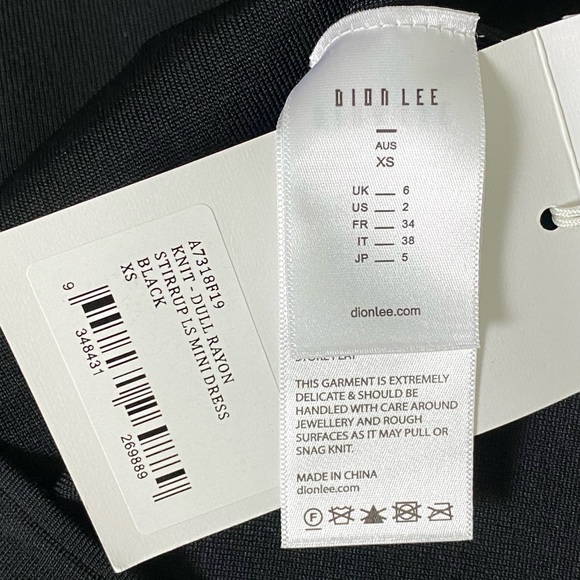 DION LEE
AUS
XS
UK — 6
US — 2
FR — 34
IT — 38
JP — 5
dionlee.com
THIS GARMENT IS EXTREMELY
DELICATE & SHOULD BE
HANDLED WITH CARE AROUND
JEWELLERY AND ROUGH
SURFACES AS IT MAY PULL OR
SNAG KNIT.
MADE IN CHINA
dionlee.com
F
A7318F19
KNIT - DULL RAYON
STIRRUP LS MINI DRESS
BLACK
XS
9 348431 269889